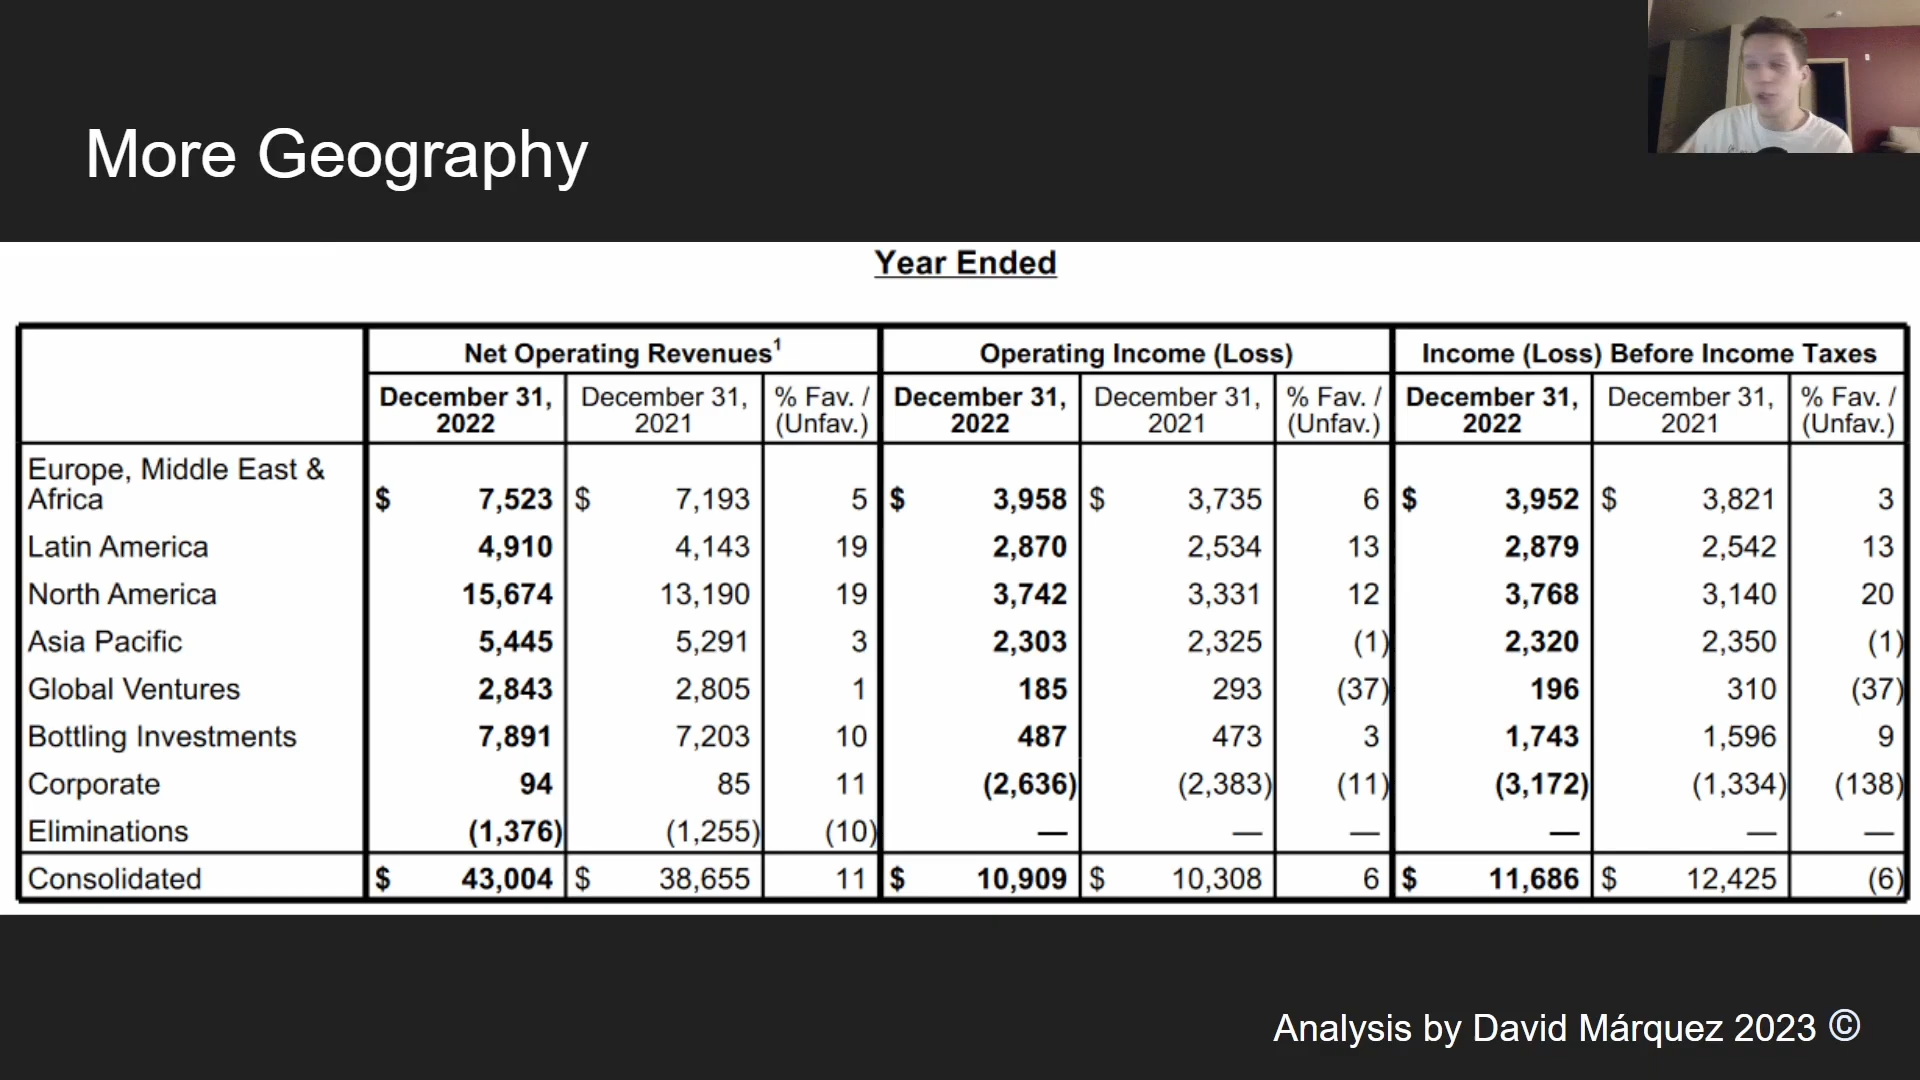 More Geography
Year Ended
Net Operating Revenues¹ Operating Income (Loss) Income (Loss) Before Income Taxes
December 31, 2022 December 31, 2021 % Fav. / (Unfav.) December 31, 2022 December 31, 2021 % Fav. / (Unfav.) December 31, 2022 December 31, 2021 % Fav. / (Unfav.)
Europe, Middle East & Africa $ 7,523 $ 7,193 5 $ 3,958 $ 3,735 6 $ 3,952 $ 3,821 3
Latin America 4,910 4,143 19 2,870 2,534 13 2,879 2,542 13
North America 15,674 13,190 19 3,742 3,331 12 3,768 3,140 20
Asia Pacific 5,445 5,291 3 2,303 2,325 (1) 2,320 2,350 (1)
Global Ventures 2,843 2,805 1 185 293 (37) 196 310 (37)
Bottling Investments 7,891 7,203 10 487 473 3 1,743 1,596 9
Corporate 94 85 11 (2,636) (2,383) (11) (3,172) (1,334) (138)
Eliminations (1,376) (1,255) (10) — — — — — —
Consolidated $ 43,004 $ 38,655 11 $ 10,909 $ 10,308 6 $ 11,686 $ 12,425 (6)
Analysis by David Márquez 2023 ©